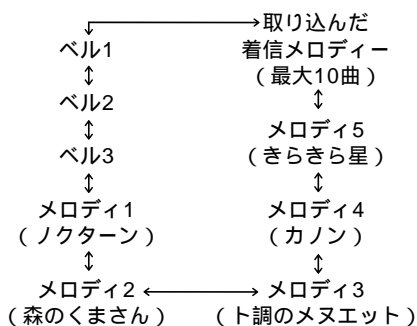 ベル1
ベル2
ベル3
メロディ1
（ノクターン）
メロディ2
（森のくまさん）
取り込んだ
着信メロディー
（最大10曲）
メロディ5
（きらきら星）
メロディ4
（カノン）
メロディ3
（ト調のメヌエット）